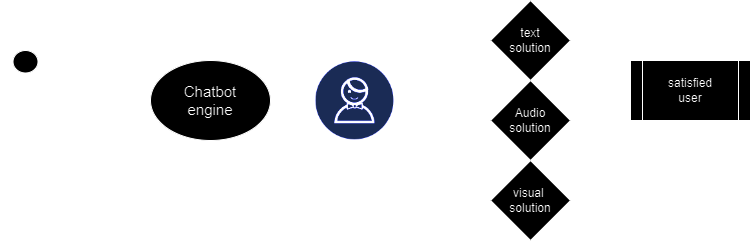 Chatbot
engine
text
solution
Audio
solution
visual
solution
satisfied
user